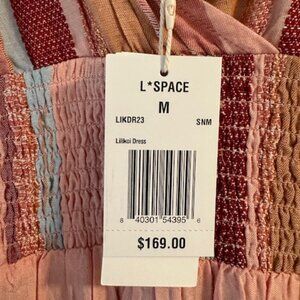 L*SPACE
M
LIKDR23 SNM
Lilikoi Dress
8 40301 54395 6
$169.00